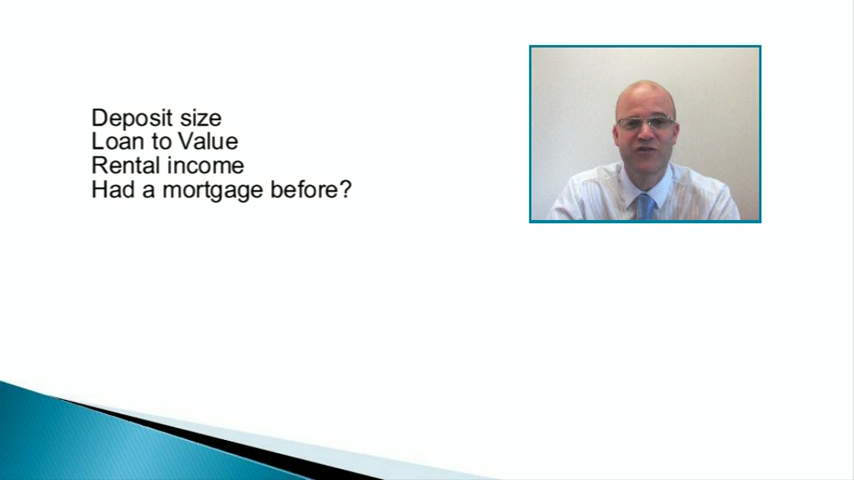 Deposit size
Loan to Value
Rental income
Had a mortgage before?